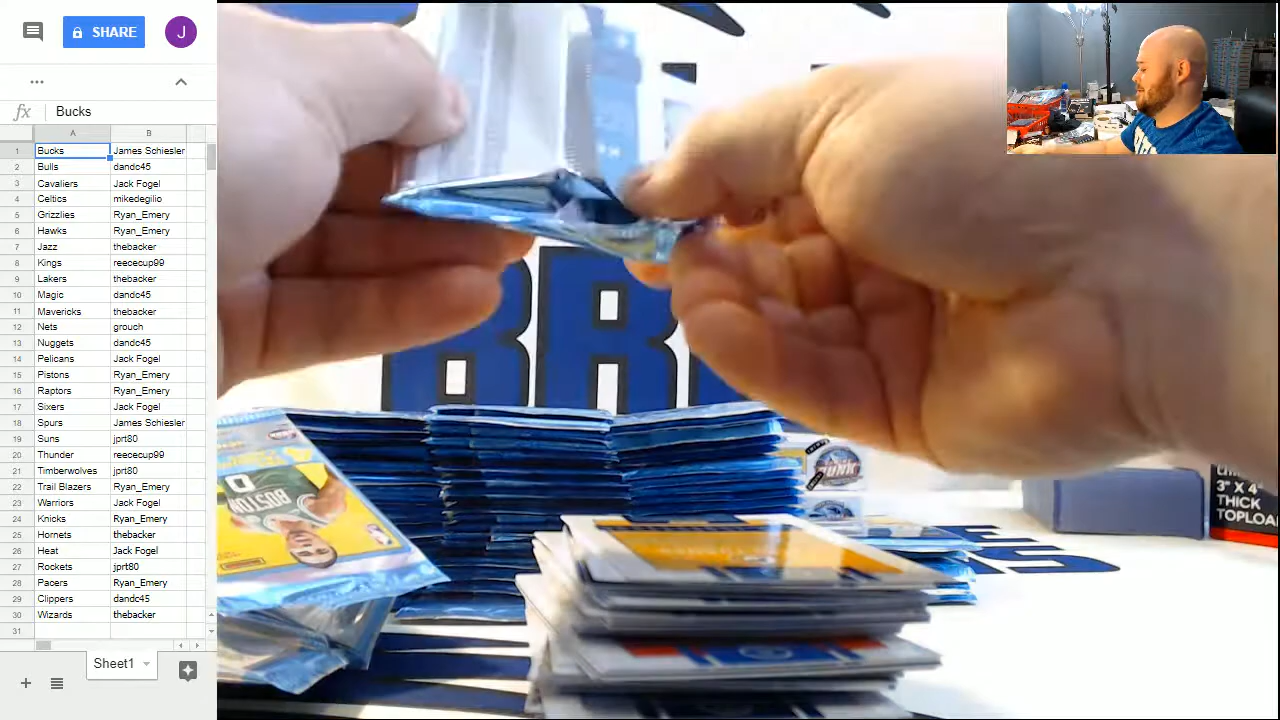 SHARE
J
...
fx Bucks
A B
1 Bucks James Schiesler
2 Bulls dandc45
3 Cavaliers Jack Fogel
4 Celtics mikedegilio
5 Grizzlies Ryan_Emery
6 Hawks Ryan_Emery
7 Jazz thebacker
8 Kings reececup99
9 Lakers thebacker
10 Magic dandc45
11 Mavericks thebacker
12 Nets grouch
13 Nuggets dandc45
14 Pelicans Jack Fogel
15 Pistons Ryan_Emery
16 Raptors Ryan_Emery
17 Sixers Jack Fogel
18 Spurs James Schiesler
19 Suns jprt80
20 Thunder reececup99
21 Timberwolves jprt80
22 Trail Blazers Ryan_Emery
23 Warriors Jack Fogel
24 Knicks Ryan_Emery
25 Hornets thebacker
26 Heat Jack Fogel
27 Rockets jprt80
28 Pacers Ryan_Emery
29 Clippers dandc45
30 Wizards thebacker
31
Sheet1
BOSTON
0
3" X 4"
THICK
TOPLOA